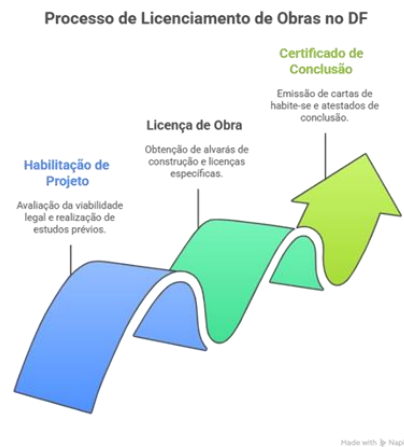 Processo de Licenciamento de Obras no DF
Certificado de
Conclusão
Emissão de cartas de
habite-se e atestados de
conclusão.
Licença de Obra
Obtenção de alvarás de
construção e licenças
específicas.
Habilitação de
Projeto
Avaliação da viabilidade
legal e realização de
estudos prévios.
Made with Napk